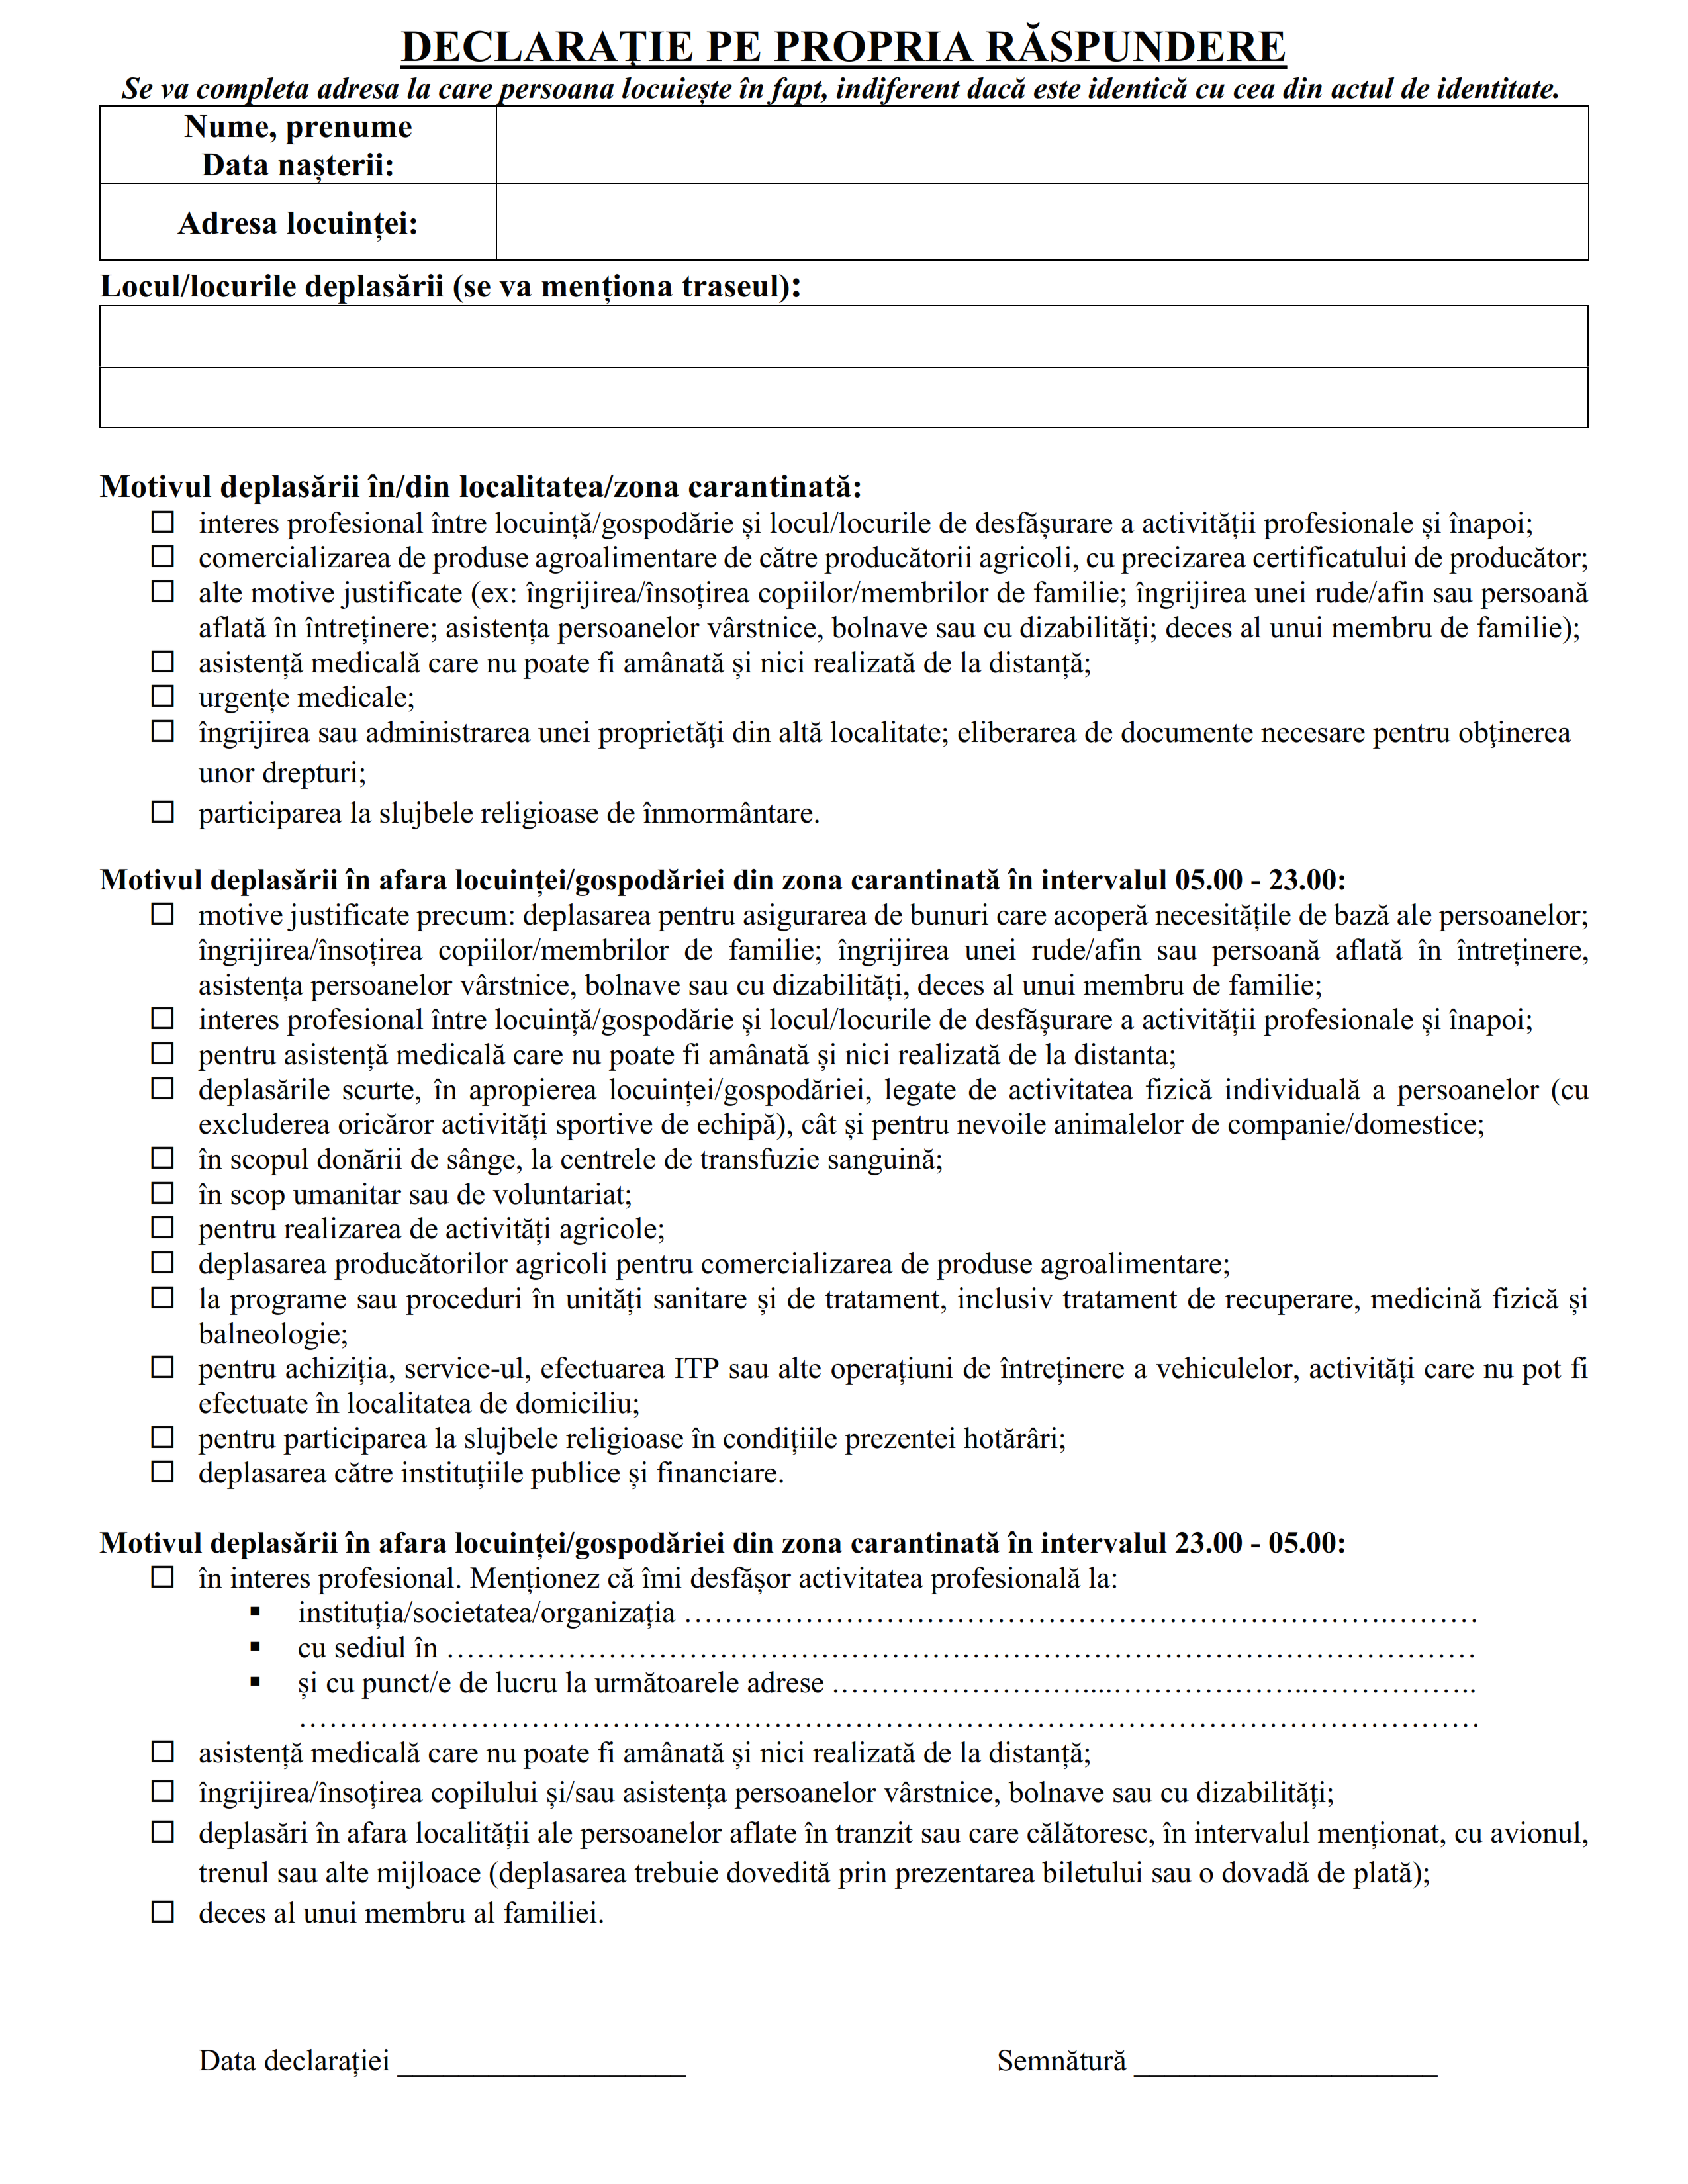 DECLARAȚIE PE PROPRIA RĂSPUNDERE
Se va completa adresa la care persoana locuiește în fapt, indiferent dacă este identică cu cea din actul de identitate.
Nume, prenume
Data nașterii:
Adresa locuinței:
Locul/locurile deplasării (se va menționa traseul):
Motivul deplasării în/din localitatea/zona carantinată:
☐ interes profesional între locuință/gospodărie și locul/locurile de desfășurare a activității profesionale și înapoi;
☐ comercializarea de produse agroalimentare de către producătorii agricoli, cu precizarea certificatului de producător;
☐ alte motive justificate (ex: îngrijirea/însoțirea copiilor/membrilor de familie; îngrijirea unei rude/afin sau persoană
aflată în întreținere; asistența persoanelor vârstnice, bolnave sau cu dizabilități; deces al unui membru de familie);
☐ asistență medicală care nu poate fi amânată și nici realizată de la distanță;
☐ urgențe medicale;
☐ îngrijirea sau administrarea unei proprietăţi din altă localitate; eliberarea de documente necesare pentru obţinerea
unor drepturi;
☐ participarea la slujbele religioase de înmormântare.
Motivul deplasării în afara locuinței/gospodăriei din zona carantinată în intervalul 05.00 - 23.00:
☐ motive justificate precum: deplasarea pentru asigurarea de bunuri care acoperă necesitățile de bază ale persoanelor;
îngrijirea/însoțirea copiilor/membrilor de familie; îngrijirea unei rude/afin sau persoană aflată în întreținere,
asistența persoanelor vârstnice, bolnave sau cu dizabilități, deces al unui membru de familie;
☐ interes profesional între locuință/gospodărie și locul/locurile de desfășurare a activității profesionale și înapoi;
☐ pentru asistență medicală care nu poate fi amânată și nici realizată de la distanta;
☐ deplasările scurte, în apropierea locuinței/gospodăriei, legate de activitatea fizică individuală a persoanelor (cu
excluderea oricăror activități sportive de echipă), cât și pentru nevoile animalelor de companie/domestice;
☐ în scopul donării de sânge, la centrele de transfuzie sanguină;
☐ în scop umanitar sau de voluntariat;
☐ pentru realizarea de activități agricole;
☐ deplasarea producătorilor agricoli pentru comercializarea de produse agroalimentare;
☐ la programe sau proceduri în unități sanitare și de tratament, inclusiv tratament de recuperare, medicină fizică și
balneologie;
☐ pentru achiziția, service-ul, efectuarea ITP sau alte operațiuni de întreținere a vehiculelor, activități care nu pot fi
efectuate în localitatea de domiciliu;
☐ pentru participarea la slujbele religioase în condițiile prezentei hotărâri;
☐ deplasarea către instituțiile publice și financiare.
Motivul deplasării în afara locuinței/gospodăriei din zona carantinată în intervalul 23.00 - 05.00:
☐ în interes profesional. Menționez că îmi desfășor activitatea profesională la:
▪ instituția/societatea/organizația ………………………………………………………….………
▪ cu sediul în ……………………………………………………………………………………
▪ și cu punct/e de lucru la următoarele adrese .……………………....………………..……………..
………………………………………………………………………………………………
☐ asistență medicală care nu poate fi amânată și nici realizată de la distanță;
☐ îngrijirea/însoțirea copilului și/sau asistența persoanelor vârstnice, bolnave sau cu dizabilități;
☐ deplasări în afara localității ale persoanelor aflate în tranzit sau care călătoresc, în intervalul menționat, cu avionul,
trenul sau alte mijloace (deplasarea trebuie dovedită prin prezentarea biletului sau o dovadă de plată);
☐ deces al unui membru al familiei.
Data declarației ___________________ Semnătură ____________________